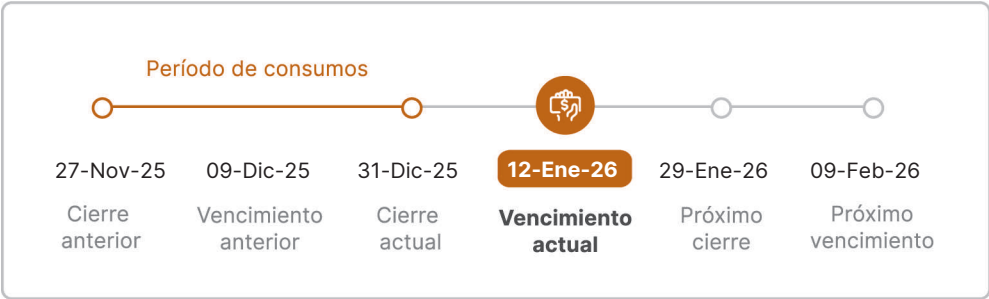 Período de consumos
$
27-Nov-25 09-Dic-25 31-Dic-25 12-Ene-26 29-Ene-26 09-Feb-26
Cierre Vencimiento Cierre Vencimiento Próximo Próximo
anterior anterior actual actual cierre vencimiento